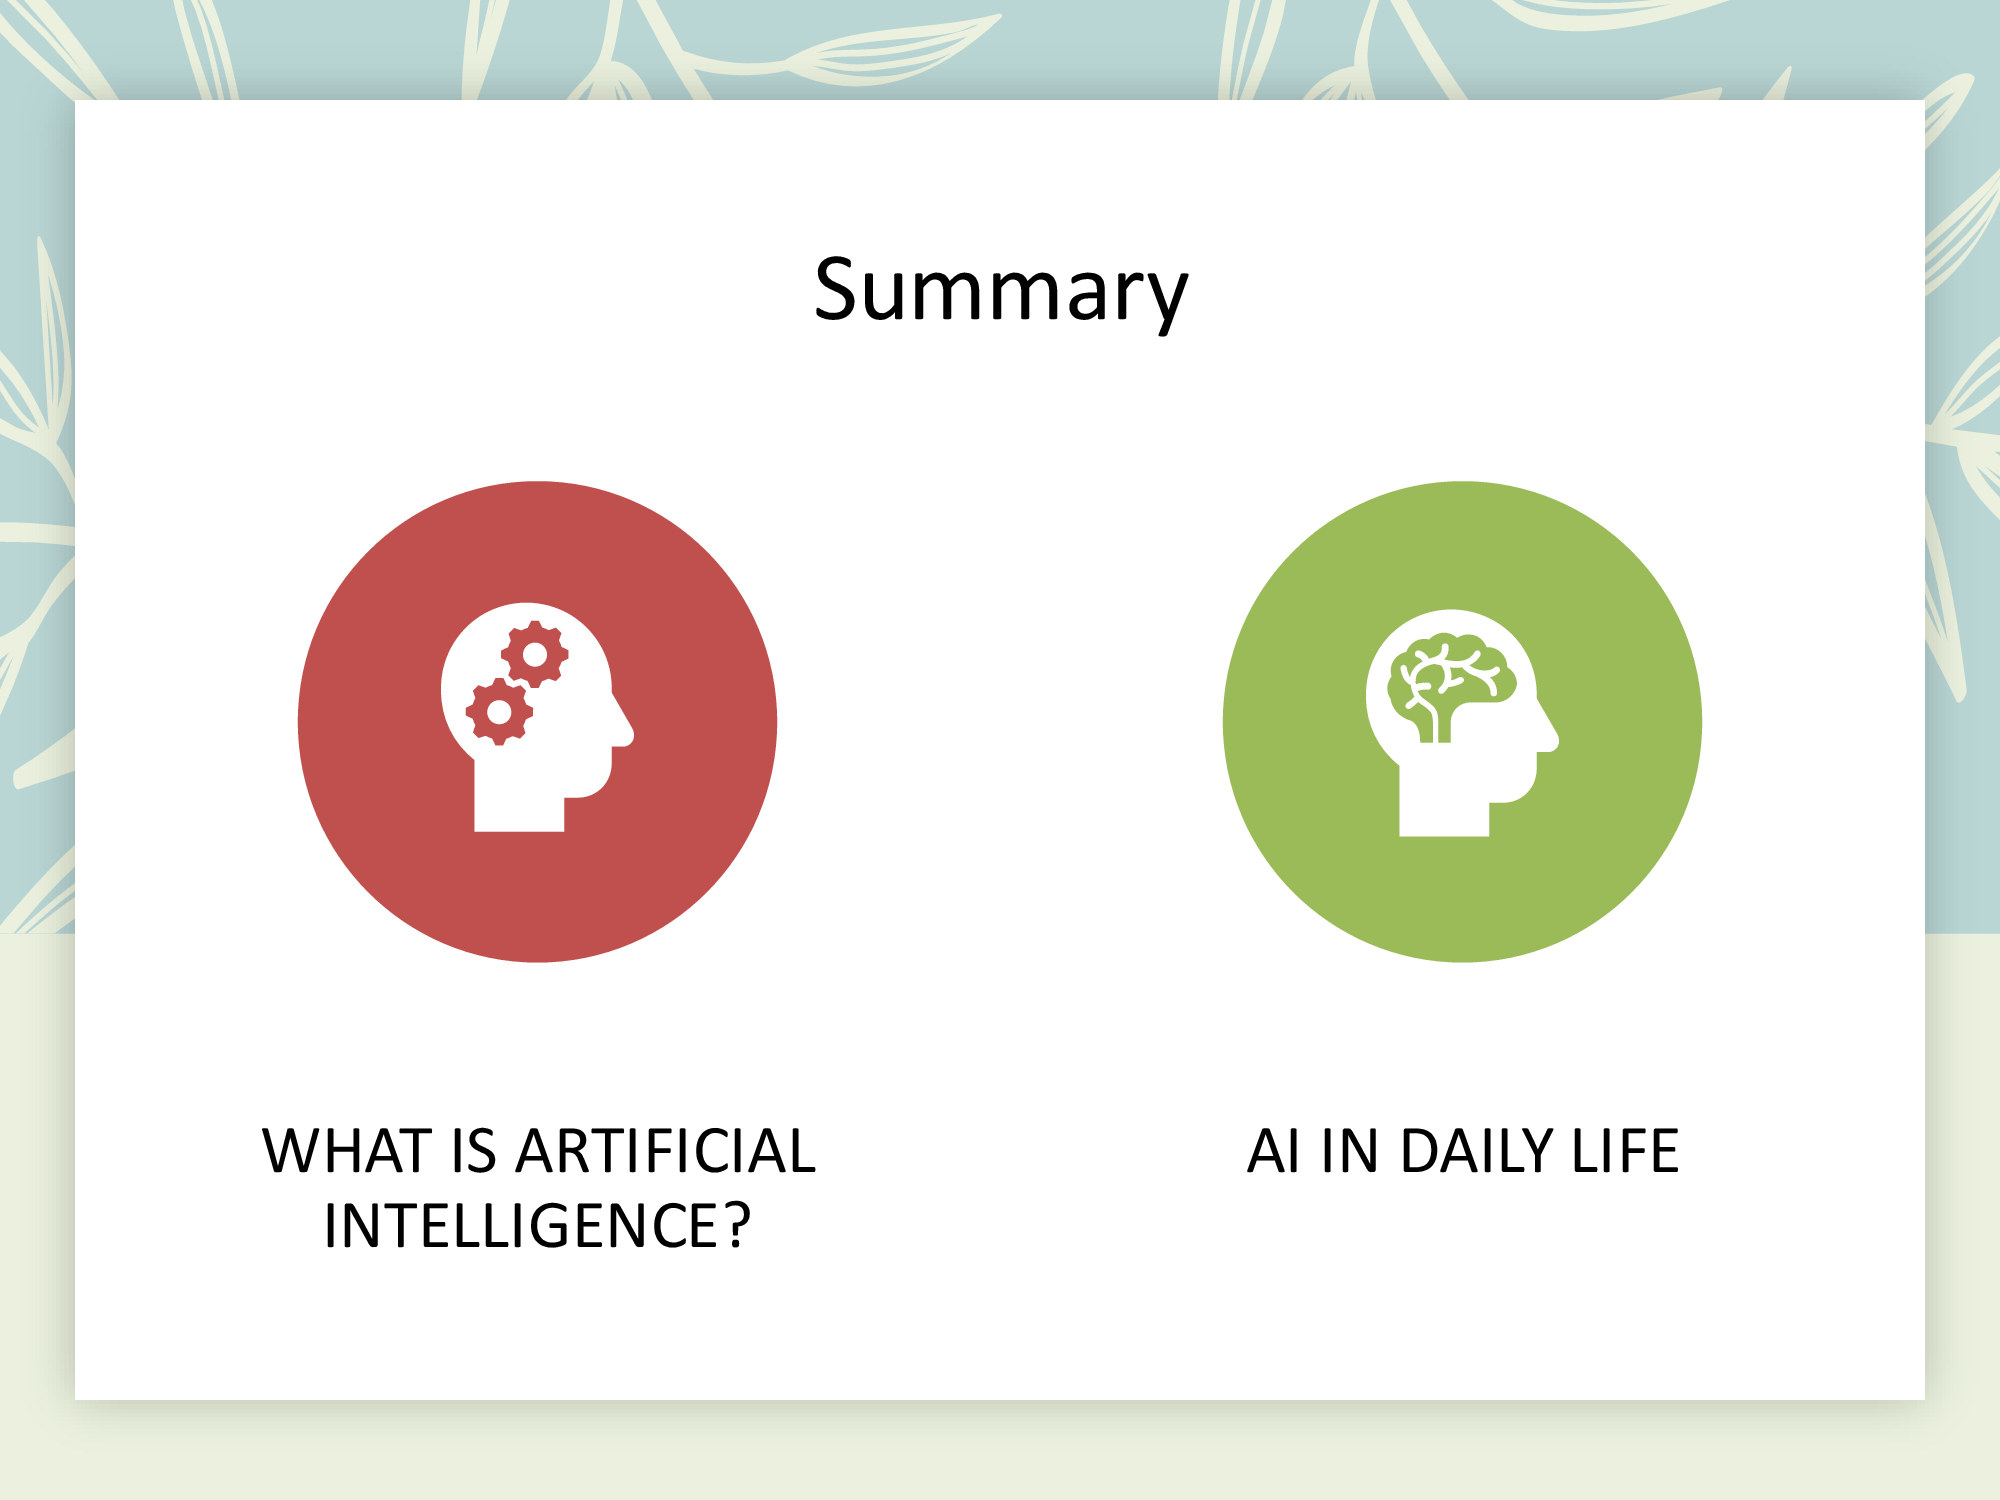 Summary
WHAT IS ARTIFICIAL
INTELLIGENCE?
AI IN DAILY LIFE